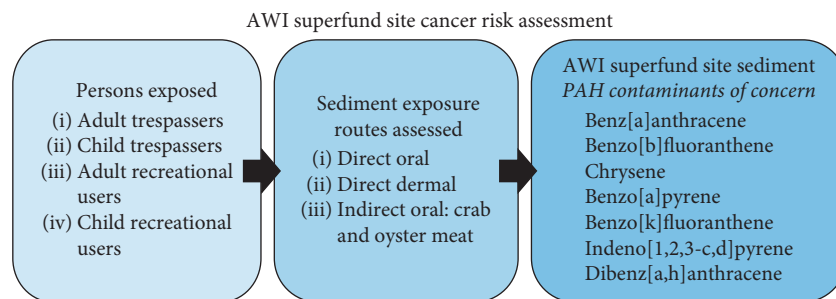 AWI superfund site cancer risk assessment
Persons exposed
(i) Adult trespassers
(ii) Child trespassers
(iii) Adult recreational
users
(iv) Child recreational
users
Sediment exposure
routes assessed
(i) Direct oral
(ii) Direct dermal
(iii) Indirect oral: crab
and oyster meat
AWI superfund site sediment
PAH contaminants of concern
Benz[a]anthracene
Benzo[b]fluoranthene
Chrysene
Benzo[a]pyrene
Benzo[k]fluoranthene
Indeno[1,2,3-c,d]pyrene
Dibenz[a,h]anthracene